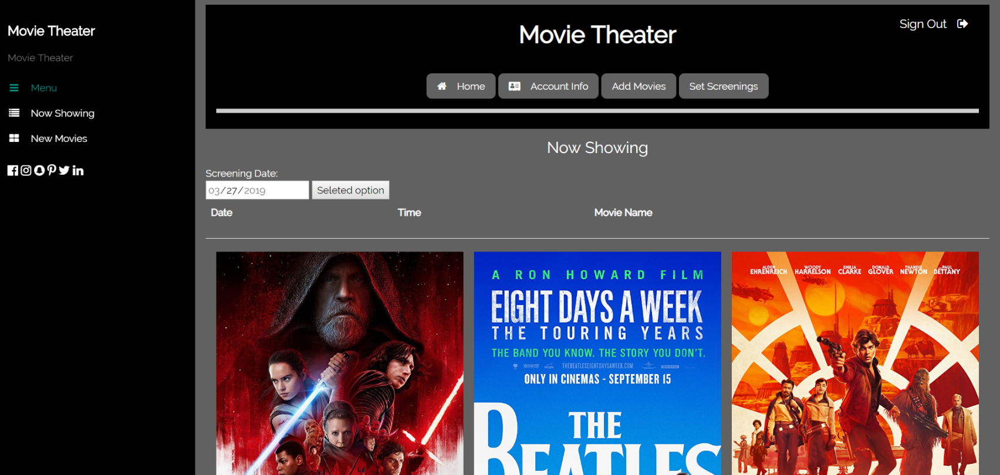 Movie Theater
Movie Theater
Menu
Now Showing
New Movies
Movie Theater
Sign Out
Home
Account Info
Add Movies
Set Screenings
Now Showing
Screening Date:
03/27/2019
Seleted option
Date Time Movie Name
A RON HOWARD FILM
EIGHT DAYS A WEEK
THE TOURING YEARS
THE BAND YOU KNOW. THE STORY YOU DON'T.
THEBEATLESEIGHTDAYSAWEEK.COM
ONLY IN CINEMAS - SEPTEMBER 15
THE
BEATLES
ALDEN EHRENREICH
WOODY HARRELSON
EMILIA CLARKE
DONALD GLOVER
THANDIE NEWTON
AND PAUL BETTANY